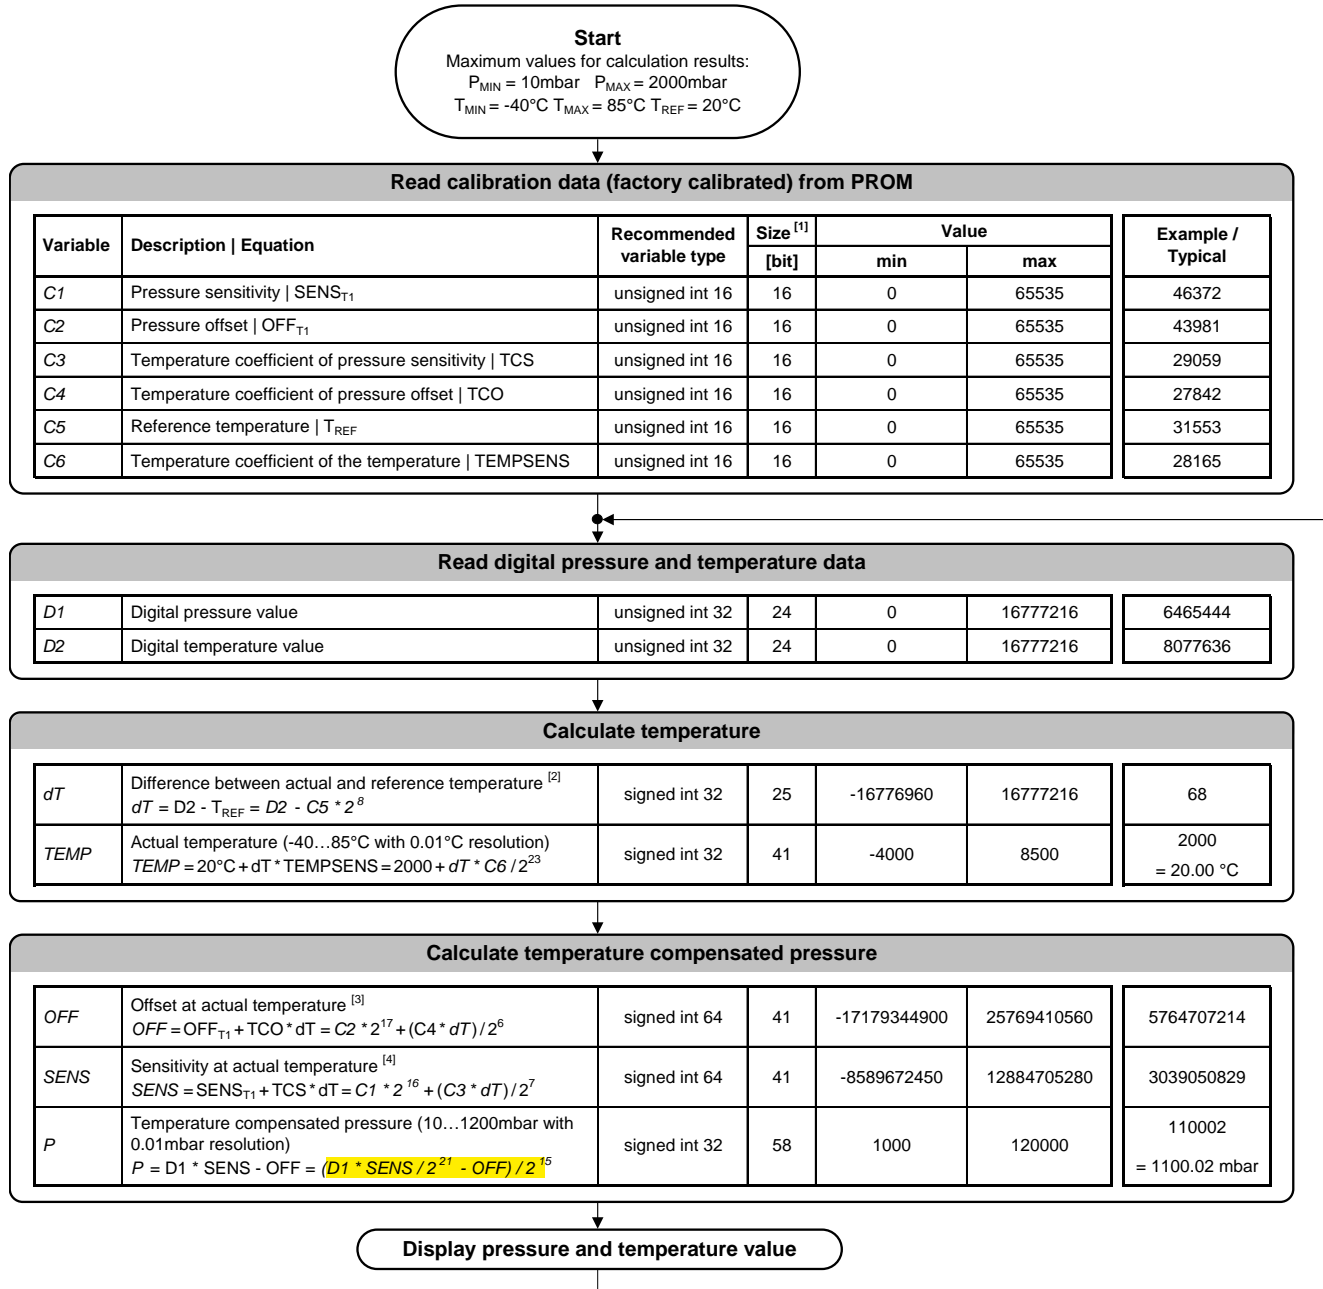 Start
Maximum values for calculation results:
PMIN = 10mbar PMAX = 2000mbar
TMIN = -40°C TMAX = 85°C TREF = 20°C
Read calibration data (factory calibrated) from PROM
Variable Description | Equation Recommended variable type Size [1] [bit] Value min max Example / Typical
C1 Pressure sensitivity | SENST1 unsigned int 16 16 0 65535 46372
C2 Pressure offset | OFFT1 unsigned int 16 16 0 65535 43981
C3 Temperature coefficient of pressure sensitivity | TCS unsigned int 16 16 0 65535 29059
C4 Temperature coefficient of pressure offset | TCO unsigned int 16 16 0 65535 27842
C5 Reference temperature | TREF unsigned int 16 16 0 65535 31553
C6 Temperature coefficient of the temperature | TEMPSENS unsigned int 16 16 0 65535 28165
Read digital pressure and temperature data
D1 Digital pressure value unsigned int 32 24 0 16777216 6465444
D2 Digital temperature value unsigned int 32 24 0 16777216 8077636
Calculate temperature
dT Difference between actual and reference temperature [2]
dT = D2 - TREF = D2 - C5 * 2^8 signed int 32 25 -16776960 16777216 68
TEMP Actual temperature (-40…85°C with 0.01°C resolution)
TEMP = 20°C + dT * TEMPSENS = 2000 + dT * C6 / 2^23 signed int 32 41 -4000 8500 2000
= 20.00 °C
Calculate temperature compensated pressure
OFF Offset at actual temperature [3]
OFF = OFFT1 + TCO * dT = C2 * 2^17 + (C4 * dT) / 2^6 signed int 64 41 -17179344900 25769410560 5764707214
SENS Sensitivity at actual temperature [4]
SENS = SENST1 + TCS * dT = C1 * 2^16 + (C3 * dT) / 2^7 signed int 64 41 -8589672450 12884705280 3039050829
P Temperature compensated pressure (10…1200mbar with
0.01mbar resolution)
P = D1 * SENS - OFF = (D1 * SENS / 2^21 - OFF) / 2^15 signed int 32 58 1000 120000 110002
= 1100.02 mbar
Display pressure and temperature value